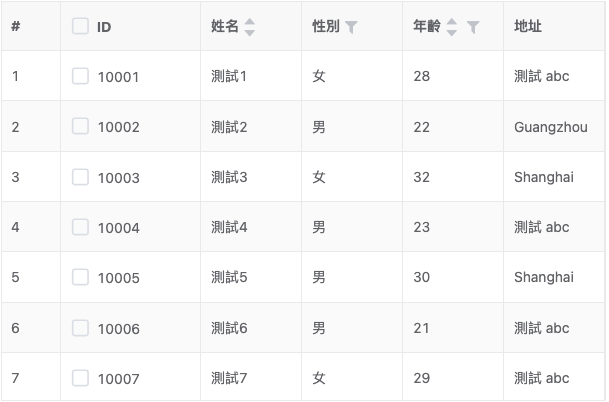 # ID 姓名 性別 年齡 地址
1 10001 測試1 女 28 測試 abc
2 10002 測試2 男 22 Guangzhou
3 10003 測試3 女 32 Shanghai
4 10004 測試4 男 23 測試 abc
5 10005 測試5 男 30 Shanghai
6 10006 測試6 男 21 測試 abc
7 10007 測試7 女 29 測試 abc